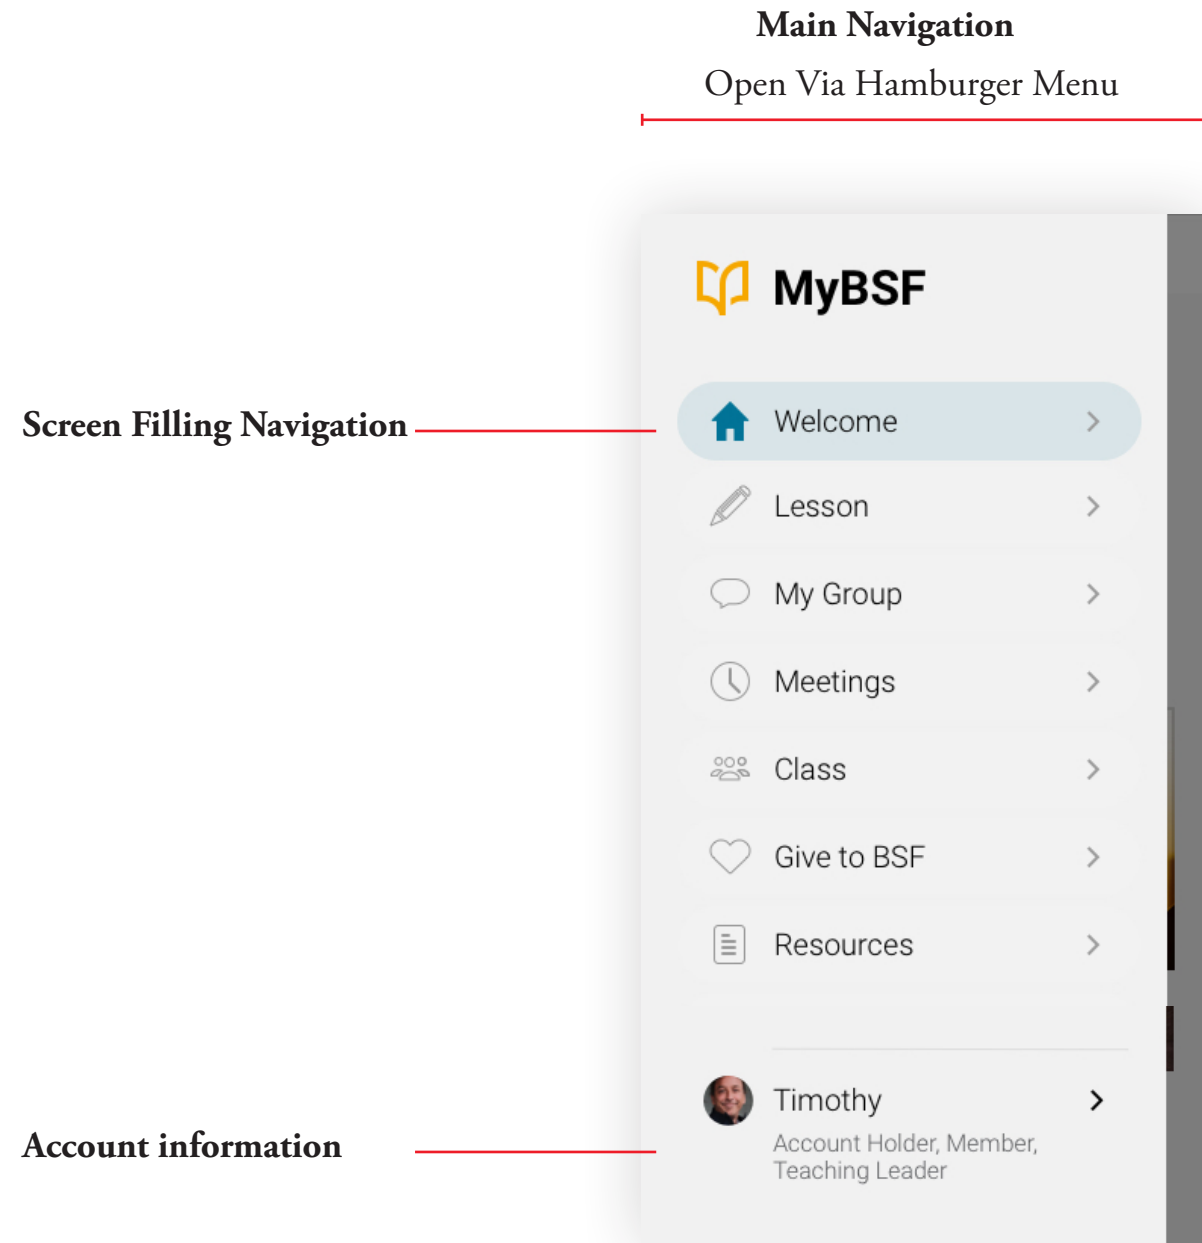 Main Navigation
Open Via Hamburger Menu
MyBSF
Screen Filling Navigation
Welcome
Lesson
My Group
Meetings
Class
Give to BSF
Resources
Timothy
Account information
Account Holder, Member,
Teaching Leader